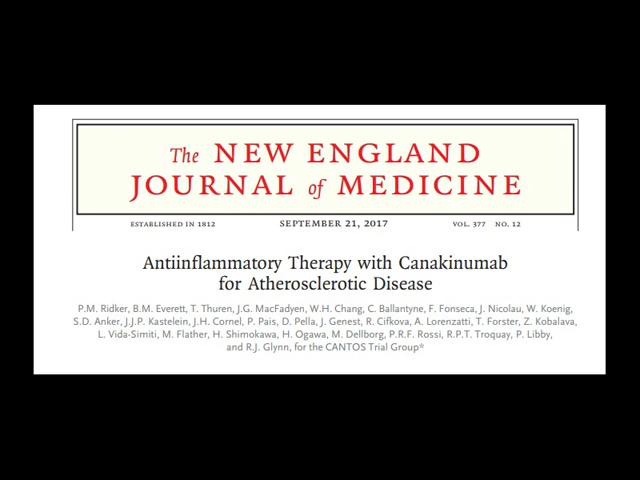 The NEW ENGLAND
JOURNAL of MEDICINE
ESTABLISHED IN 1812 SEPTEMBER 21, 2017 VOL. 377 NO. 12
Antiinflammatory Therapy with Canakinumab
for Atherosclerotic Disease
P.M. Ridker, B.M. Everett, T. Thuren, J.G. MacFadyen, W.H. Chang, C. Ballantyne, F. Fonseca, J. Nicolau, W. Koenig,
S.D. Anker, J.J.P. Kastelein, J.H. Cornel, P. Pais, D. Pella, J. Genest, R. Cifkova, A. Lorenzatti, T. Forster, Z. Kobalava,
L. Vida-Simiti, M. Flather, H. Shimokawa, H. Ogawa, M. Dellborg, P.R.F. Rossi, R.P.T. Troquay, P. Libby,
and R.J. Glynn, for the CANTOS Trial Group*